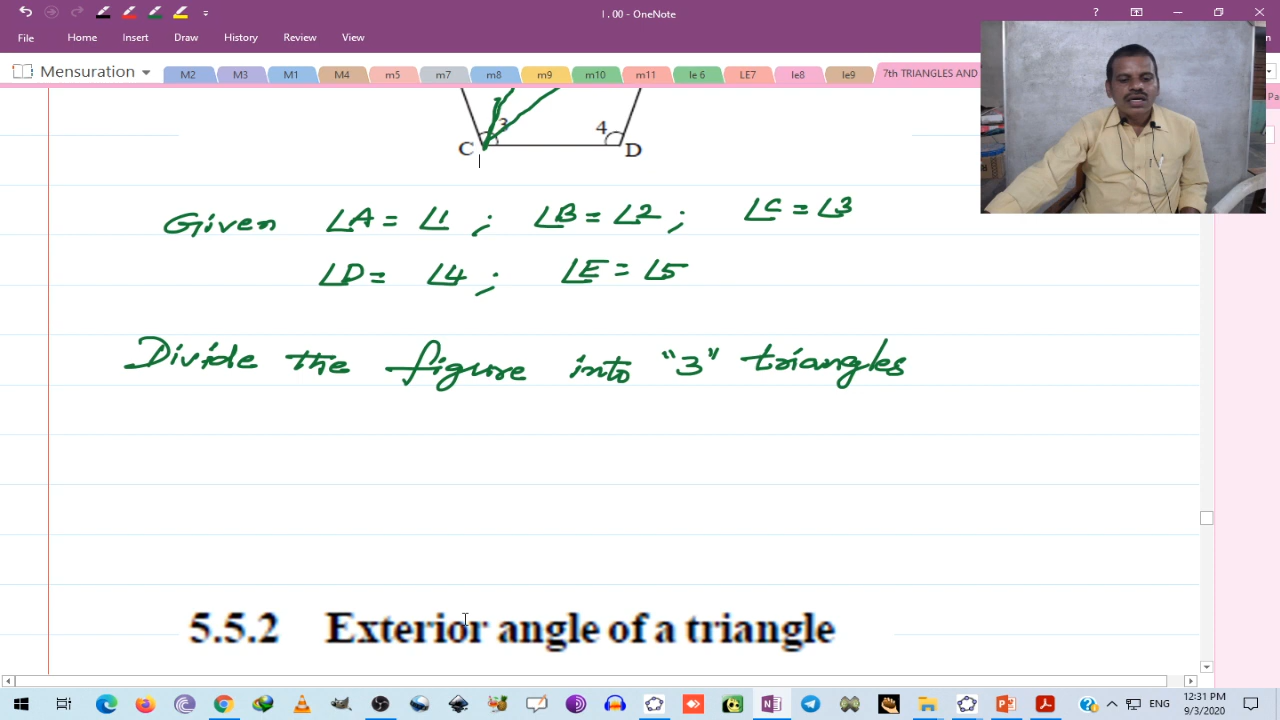 1.00 - OneNote
File Home Insert Draw History Review View
Mensuration M2 M3 M1 M4 m5 m7 m8 m9 m10 m11 le 6 LE7 le8 le9 7th TRIANGLES AND
Pa
3 4
C D
Given ∠A = ∠1 ; ∠B = ∠2 ; ∠C = ∠3
∠D = ∠4 ; ∠E = ∠5
Divide the figure into "3" triangles
5.5.2 Exterior angle of a triangle
ENG
12:31 PM
9/3/2020